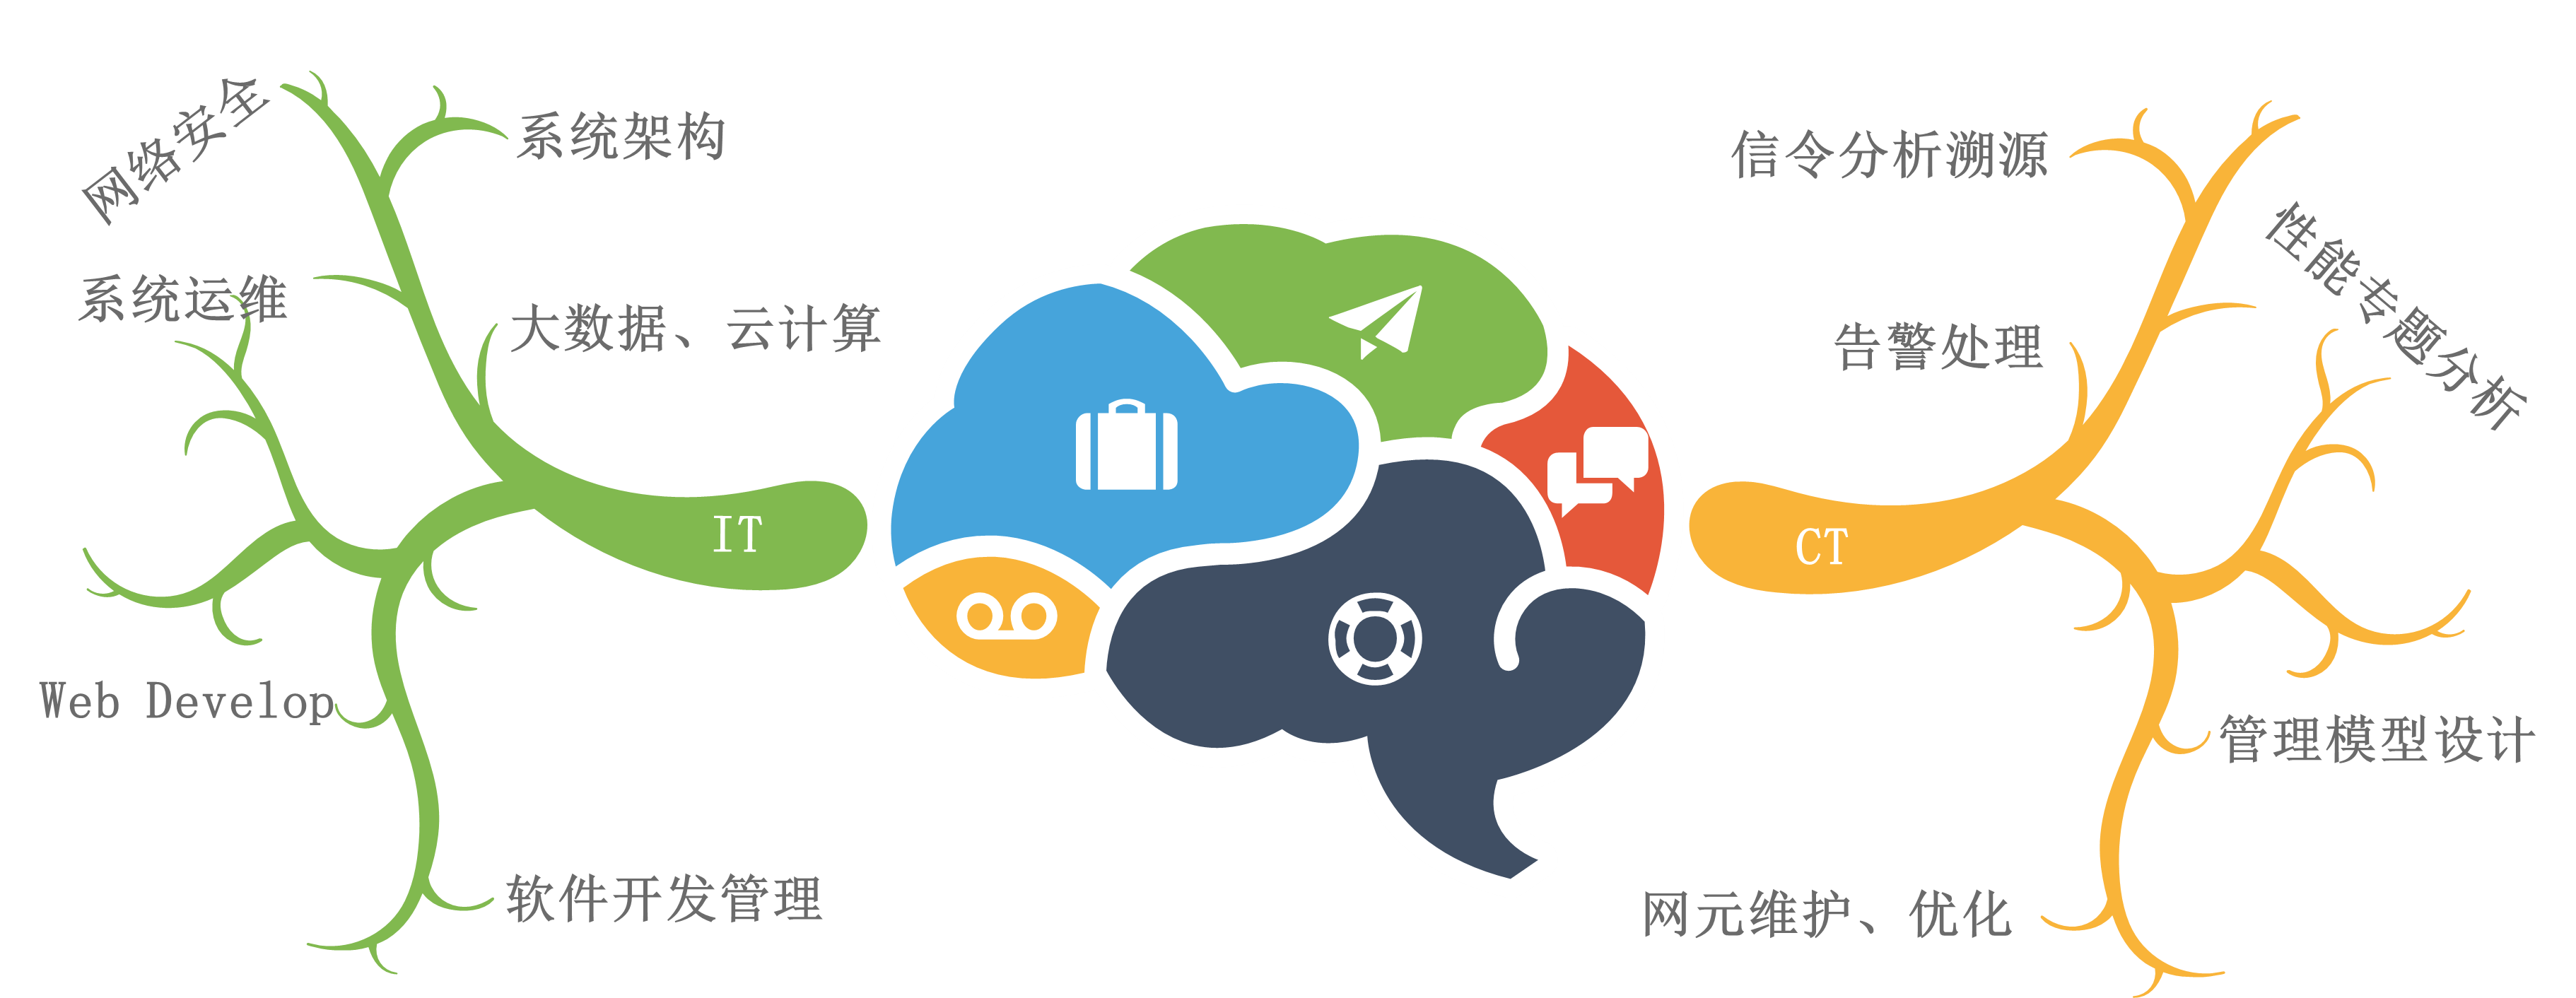 网络安全
系统架构
系统运维
大数据、云计算
IT
Web Develop
软件开发管理
信令分析溯源
性能专题分析
告警处理
CT
管理模型设计
网元维护、优化